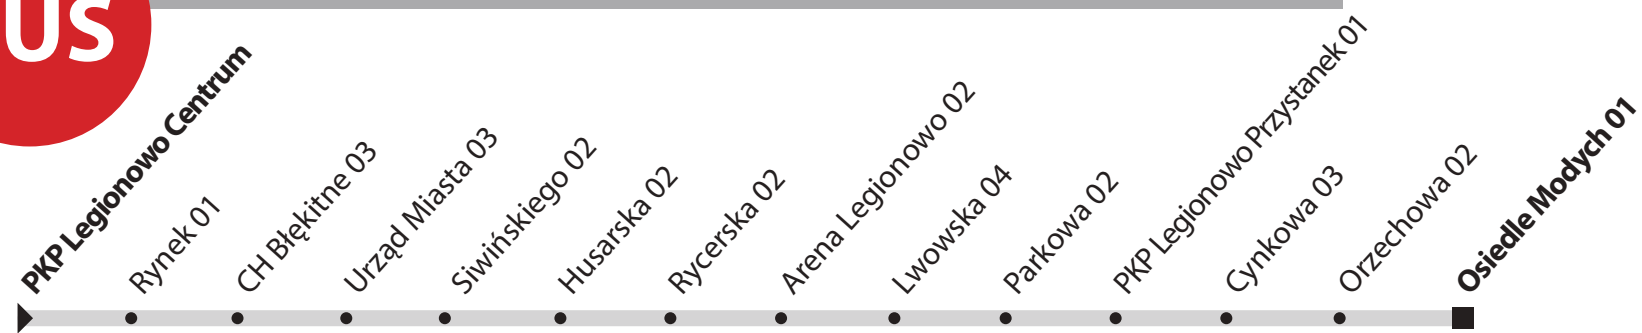 US
PKP Legionowo Centrum
Rynek 01
CH Błękitne 03
Urząd Miasta 03
Siwińskiego 02
Husarska 02
Rycerska 02
Arena Legionowo 02
Lwowska 04
Parkowa 02
PKP Legionowo Przystanek 01
Cynkowa 03
Orzechowa 02
Osiedle Modych 01